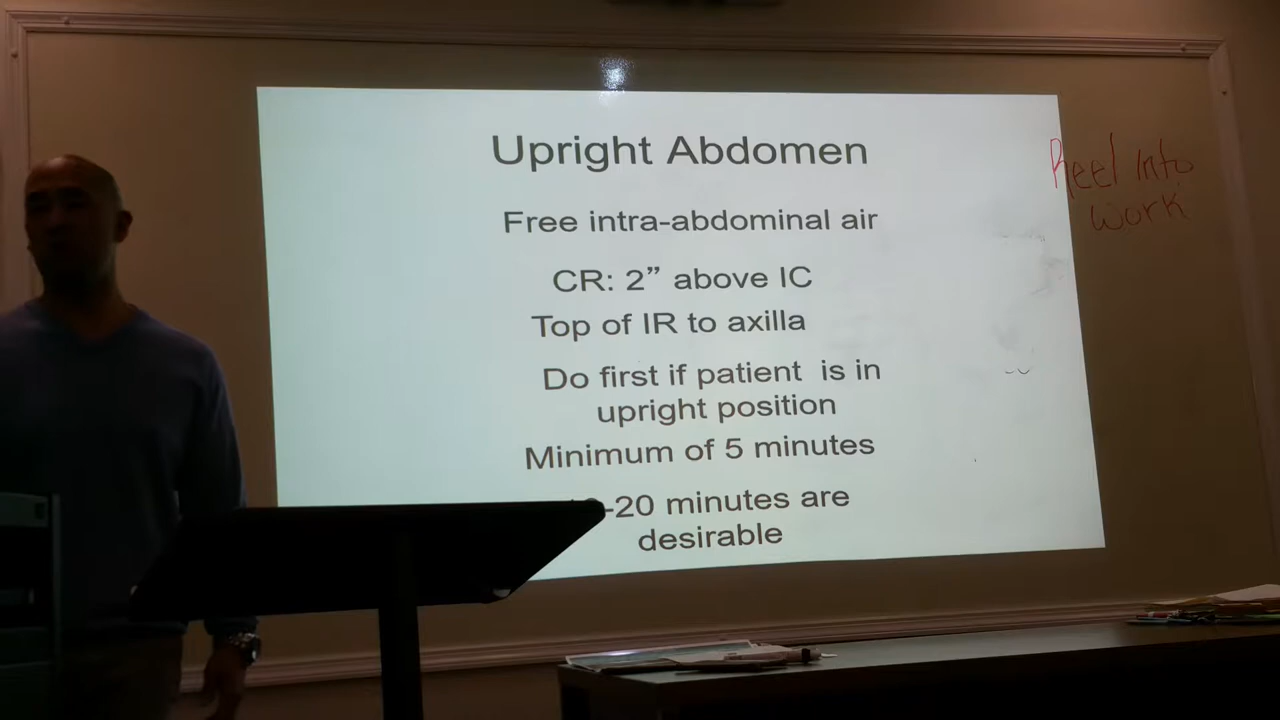 Upright Abdomen
Free intra-abdominal air
CR: 2” above IC
Top of IR to axilla
Do first if patient is in
upright position
Minimum of 5 minutes
-20 minutes are
desirable
Reel Into
work